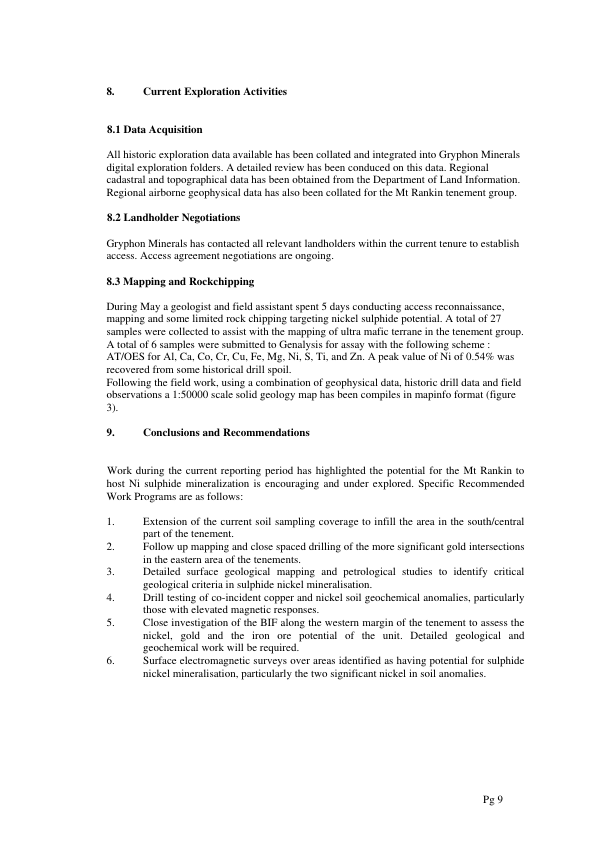 8. Current Exploration Activities
8.1 Data Acquisition
All historic exploration data available has been collated and integrated into Gryphon Minerals
digital exploration folders. A detailed review has been conduced on this data. Regional
cadastral and topographical data has been obtained from the Department of Land Information.
Regional airborne geophysical data has also been collated for the Mt Rankin tenement group.
8.2 Landholder Negotiations
Gryphon Minerals has contacted all relevant landholders within the current tenure to establish
access. Access agreement negotiations are ongoing.
8.3 Mapping and Rockchipping
During May a geologist and field assistant spent 5 days conducting access reconnaissance,
mapping and some limited rock chipping targeting nickel sulphide potential. A total of 27
samples were collected to assist with the mapping of ultra mafic terrane in the tenement group.
A total of 6 samples were submitted to Genalysis for assay with the following scheme :
AT/OES for Al, Ca, Co, Cr, Cu, Fe, Mg, Ni, S, Ti, and Zn. A peak value of Ni of 0.54% was
recovered from some historical drill spoil.
Following the field work, using a combination of geophysical data, historic drill data and field
observations a 1:50000 scale solid geology map has been compiles in mapinfo format (figure
3).
9. Conclusions and Recommendations
Work during the current reporting period has highlighted the potential for the Mt Rankin to
host Ni sulphide mineralization is encouraging and under explored. Specific Recommended
Work Programs are as follows:
1. Extension of the current soil sampling coverage to infill the area in the south/central
part of the tenement.
2. Follow up mapping and close spaced drilling of the more significant gold intersections
in the eastern area of the tenements.
3. Detailed surface geological mapping and petrological studies to identify critical
geological criteria in sulphide nickel mineralisation.
4. Drill testing of co-incident copper and nickel soil geochemical anomalies, particularly
those with elevated magnetic responses.
5. Close investigation of the BIF along the western margin of the tenement to assess the
nickel, gold and the iron ore potential of the unit. Detailed geological and
geochemical work will be required.
6. Surface electromagnetic surveys over areas identified as having potential for sulphide
nickel mineralisation, particularly the two significant nickel in soil anomalies.
Pg 9